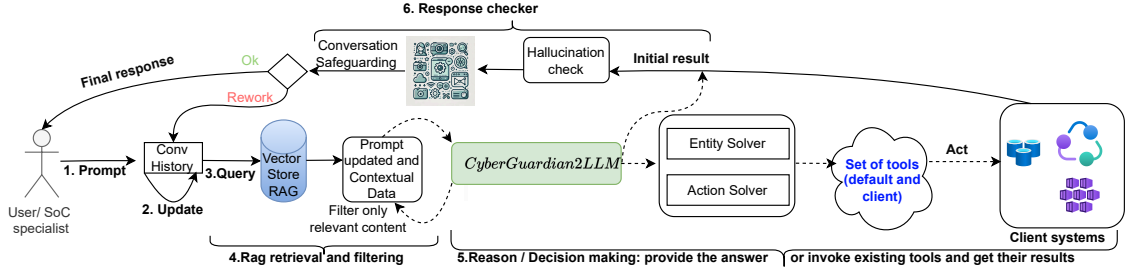 6. Response checker
Final response
Ok
Rework
Conversation
Safeguarding
Hallucination
check
Initial result
1. Prompt
Conv
History
2. Update
3.Query
Vector
Store
RAG
Prompt
updated and
Contextual
Data
Filter only
relevant content
CyberGuardian2LLM
Entity Solver
Action Solver
Set of tools
(default and
client)
Act
Client systems
User/ SoC
specialist
4.Rag retrieval and filtering
5.Reason / Decision making: provide the answer
or invoke existing tools and get their results